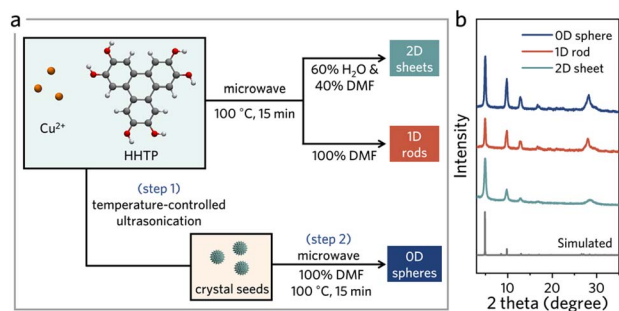 a
Cu²⁺
HHTP
microwave
100 °C, 15 min
60% H₂O &
40% DMF
2D
sheets
100% DMF
1D
rods
(step 1)
temperature-controlled
ultrasonication
crystal seeds
(step 2)
microwave
100% DMF
100 °C, 15 min
0D
spheres
b
0D sphere
1D rod
2D sheet
Intensity
Simulated
10
20
30
2 theta (degree)